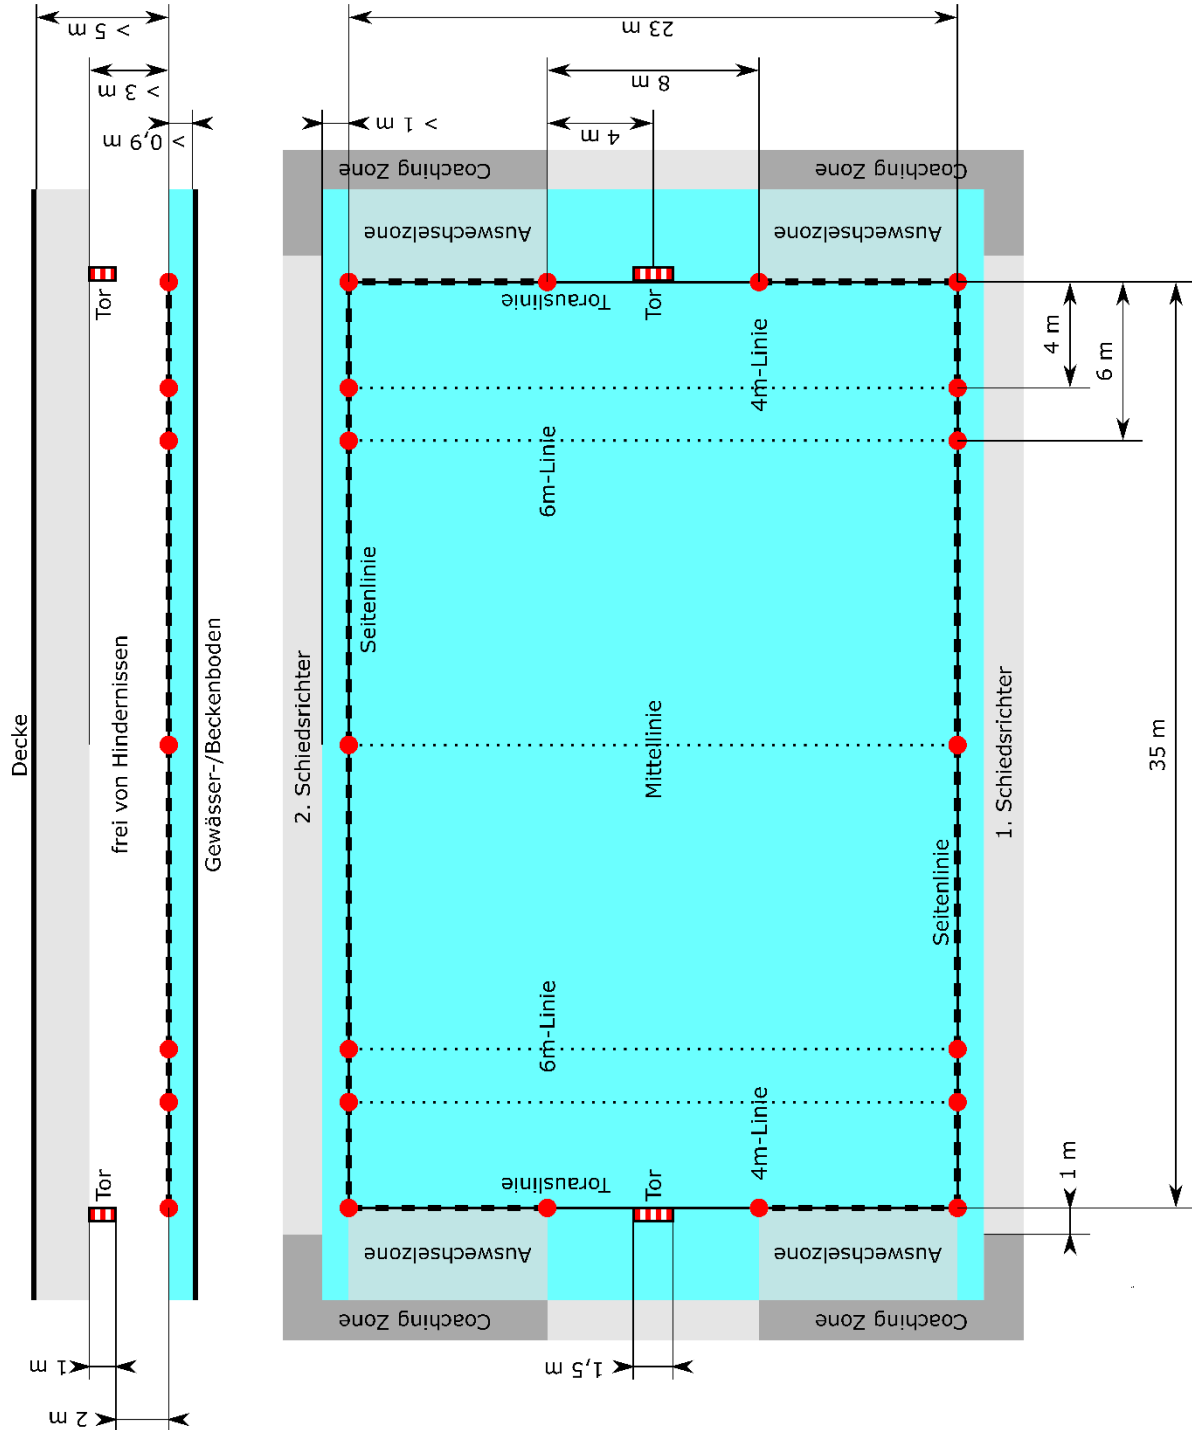 > 5 m
> 3 m
> 0,9 m
Decke
frei von Hindernissen
Gewässer-/Beckenboden
Tor
Tor
1 m
2 m
23 m
8 m
4 m
> 1 m
Coaching Zone
Coaching Zone
Auswechselzone
Auswechselzone
Torauslinie
Tor
4m-Linie
6m-Linie
Seitenlinie
2. Schiedsrichter
Mittellinie
1. Schiedsrichter
Seitenlinie
6m-Linie
4m-Linie
Torauslinie
Tor
Auswechselzone
Auswechselzone
Coaching Zone
Coaching Zone
1,5 m
4 m
6 m
35 m
1 m